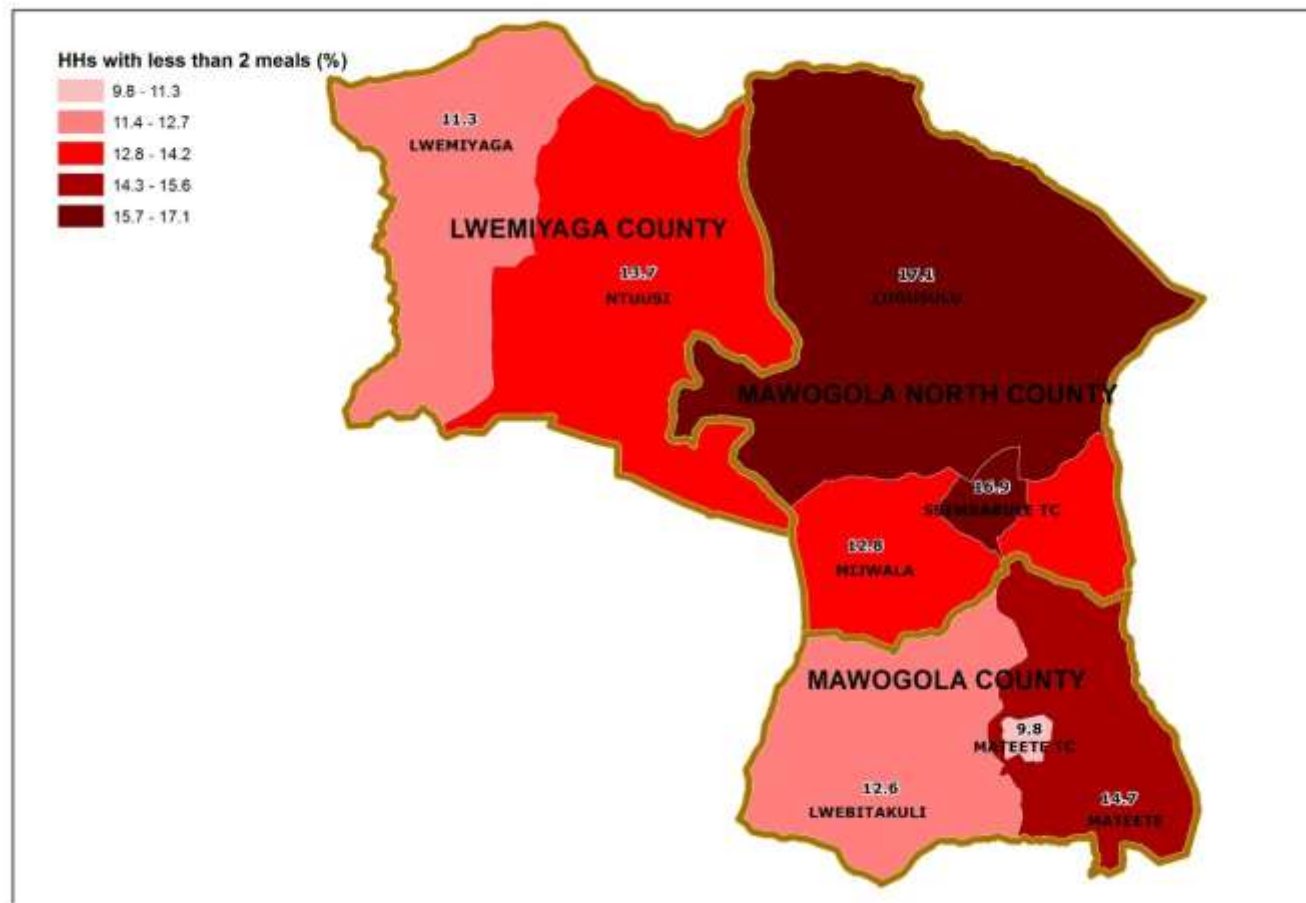 HHs with less than 2 meals (%)
9.8 - 11.3
11.4 - 12.7
12.8 - 14.2
14.3 - 15.6
15.7 - 17.1
11.3
LWEMIYAGA
LWEMIYAGA COUNTY
13.7
NTUUSI
17.1
MAWOGOLA NORTH COUNTY
16.9
TC
12.8
MIJWALA
MAWOGOLA COUNTY
9.8
MATEETE TC
12.6
LWEBITAKULI
14.7
MATEETE